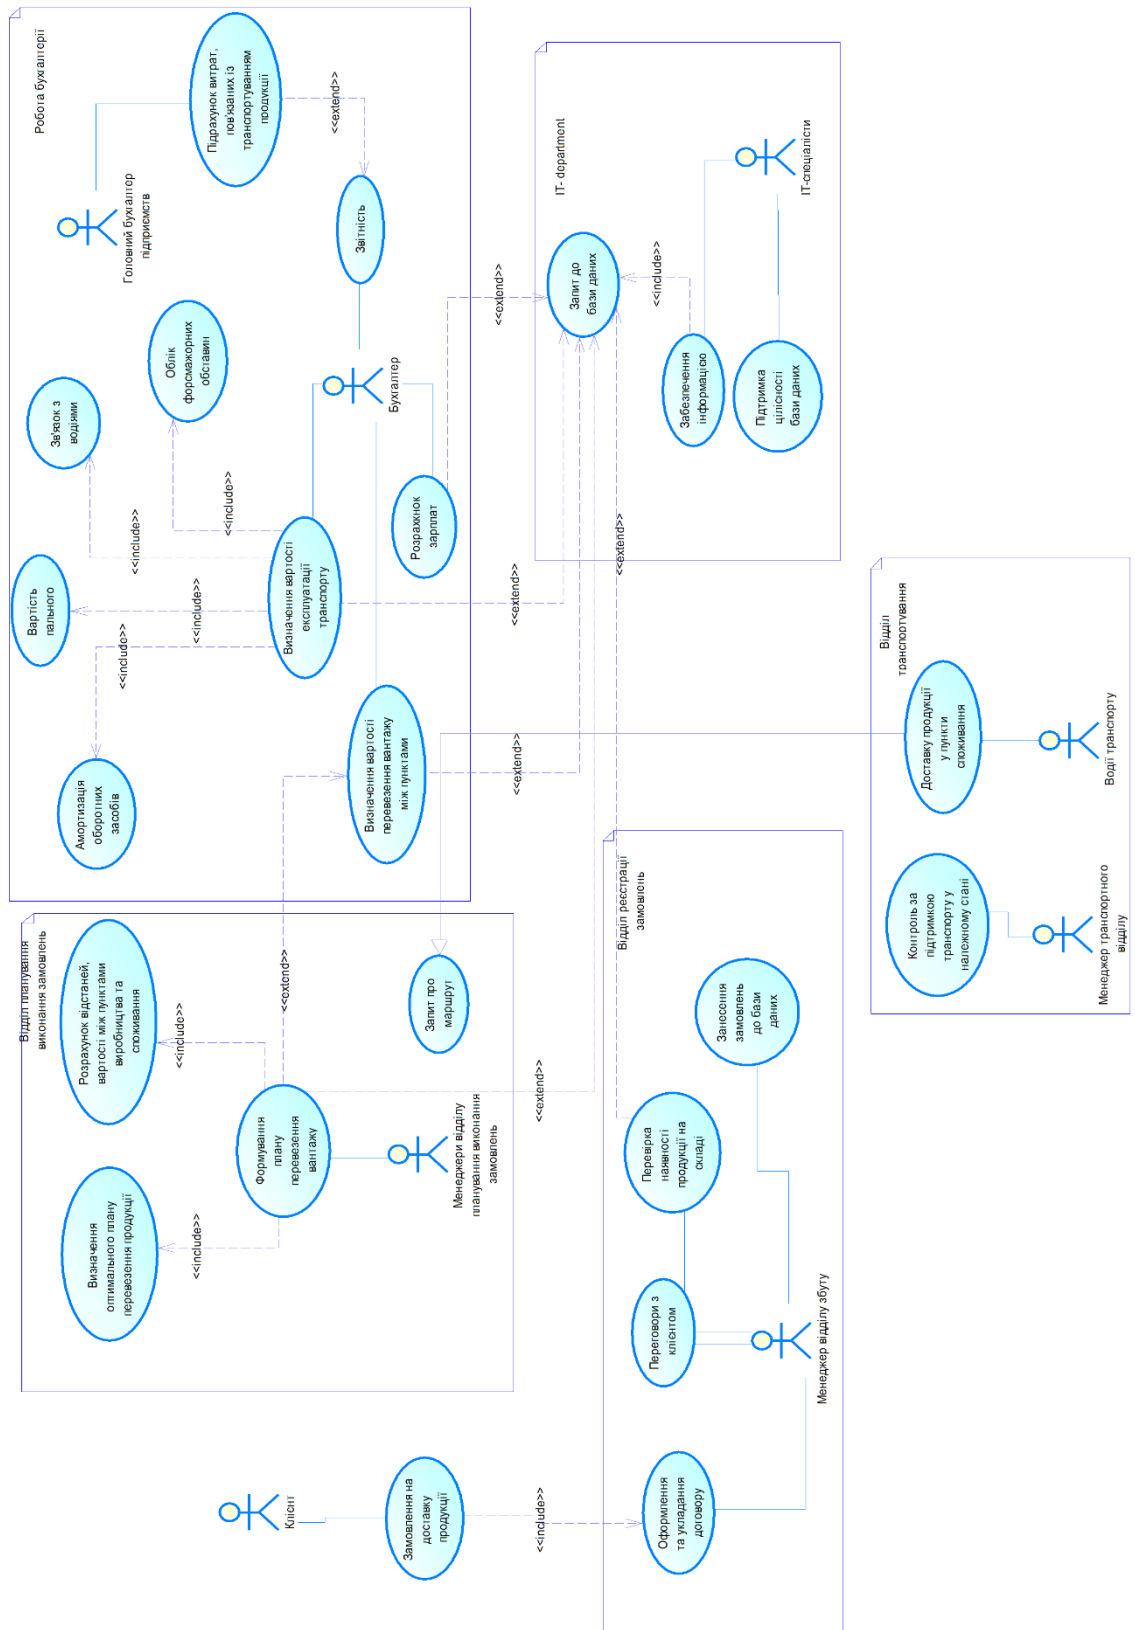 Клієнт
Замовлення на
доставку
продукції
<<include>>
Оформлення
та укладання
договору
Відділ планування
виконання замовлень
Визначення
оптимального плану
перевезення продукції
<<include>>
Розрахунок відстаней,
вартості між пунктами
виробництва та
споживання
<<include>>
Формування
плану
перевезення
вантажу
<<extend>>
Менеджери відділу
планування виконання
замовлень
Запит про
маршрут
<<extend>>
Відділ реєстрації
замовлень
Переговори з
клієнтом
Перевірка
наявності
продукції на
складі
Занесення
замовлень
до бази
даних
Менеджер відділу збуту
Робота бухгалтерії
Амортизація
оборотних
засобів
<<include>>
Вартість
пального
<<include>>
Зв'язок з
водіями
<<include>>
Облік
форсмажорних
обставин
<<include>>
Визначення вартості
експлуатації
транспорту
<<extend>>
Визначення вартості
перевезення вантажу
між пунктами
<<extend>>
Розрахкнок
зарплат
<<extend>>
Бухгалтер
Головний бухгалтер
підприємств
Підрахунок витрат,
пов'язаних із
транспортуванням
продукції
<<extend>>
Звітність
IT- department
Запит до
бази даних
<<include>>
Забезпечення
інформацією
Підтримка
цілісності
бази даних
ІТ-спеціалісти
<<extend>>
Відділ
транспортування
Контроль за
підтримкою
транспорту у
належному стані
Менеджер транспортного
відділу
Доставку продукції
у пункти
споживання
Водії транспорту